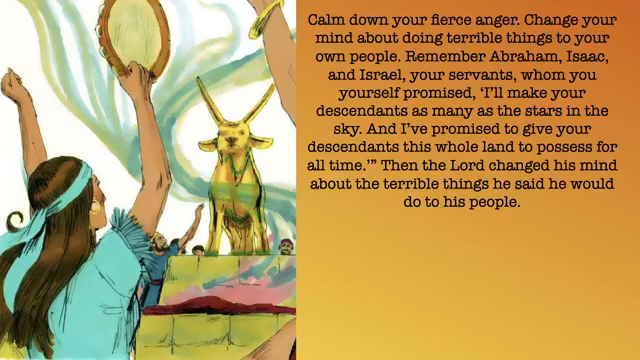 Calm down your fierce anger. Change your
mind about doing terrible things to your
own people. Remember Abraham, Isaac,
and Israel, your servants, whom you
yourself promised, ‘I’ll make your
descendants as many as the stars in the
sky. And I’ve promised to give your
descendants this whole land to possess for
all time.’” Then the Lord changed his mind
about the terrible things he said he would
do to his people.